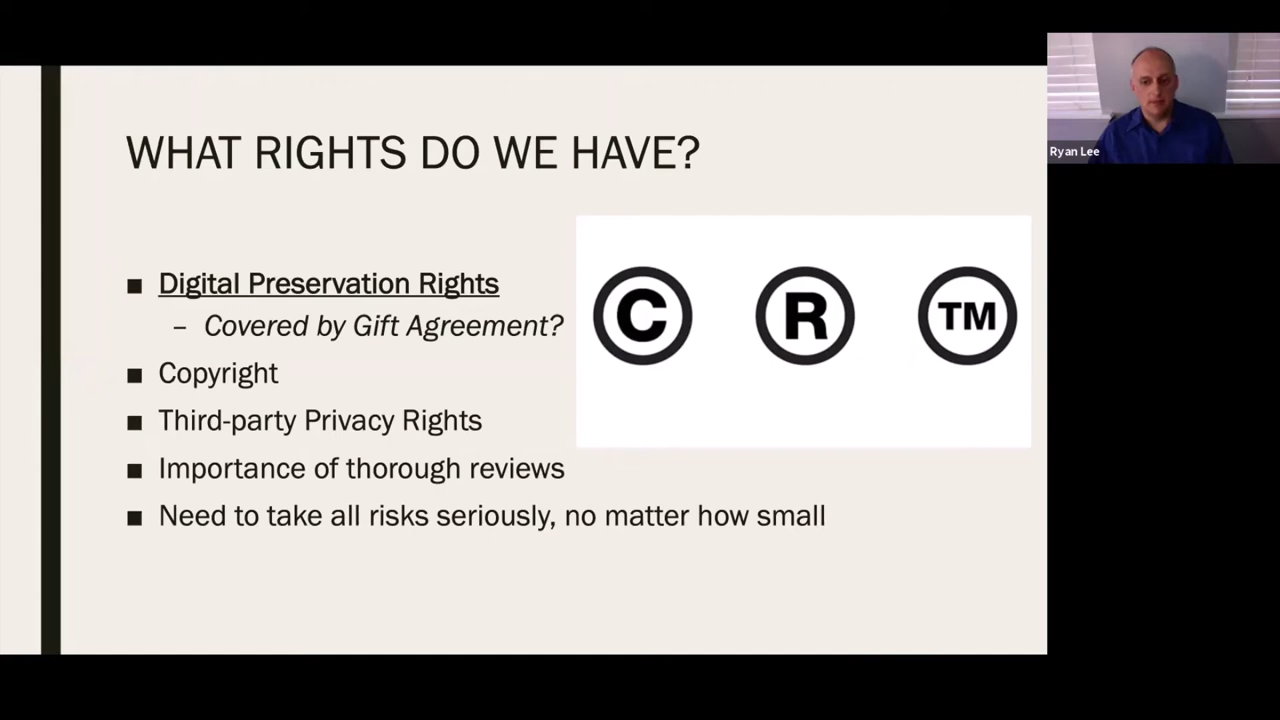 WHAT RIGHTS DO WE HAVE?
■ Digital Preservation Rights
– Covered by Gift Agreement?
■ Copyright
■ Third-party Privacy Rights
■ Importance of thorough reviews
■ Need to take all risks seriously, no matter how small
C R TM
Ryan Lee